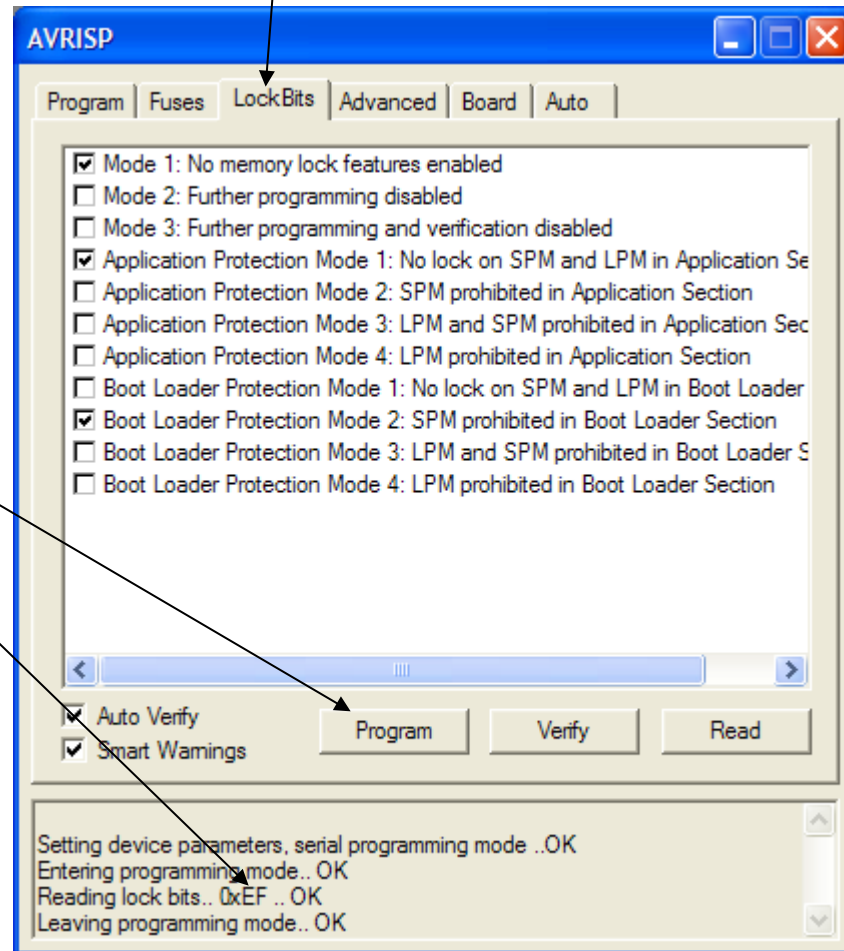 AVRISP
Program Fuses LockBits Advanced Board Auto
Mode 1: No memory lock features enabled
Mode 2: Further programming disabled
Mode 3: Further programming and verification disabled
Application Protection Mode 1: No lock on SPM and LPM in Application Se
Application Protection Mode 2: SPM prohibited in Application Section
Application Protection Mode 3: LPM and SPM prohibited in Application Sec
Application Protection Mode 4: LPM prohibited in Application Section
Boot Loader Protection Mode 1: No lock on SPM and LPM in Boot Loader
Boot Loader Protection Mode 2: SPM prohibited in Boot Loader Section
Boot Loader Protection Mode 3: LPM and SPM prohibited in Boot Loader S
Boot Loader Protection Mode 4: LPM prohibited in Boot Loader Section
Auto Verify
Smart Warnings
Program Verify Read
Setting device parameters, serial programming mode ..OK
Entering programming mode.. OK
Reading lock bits.. 0xEF .. OK
Leaving programming mode.. OK